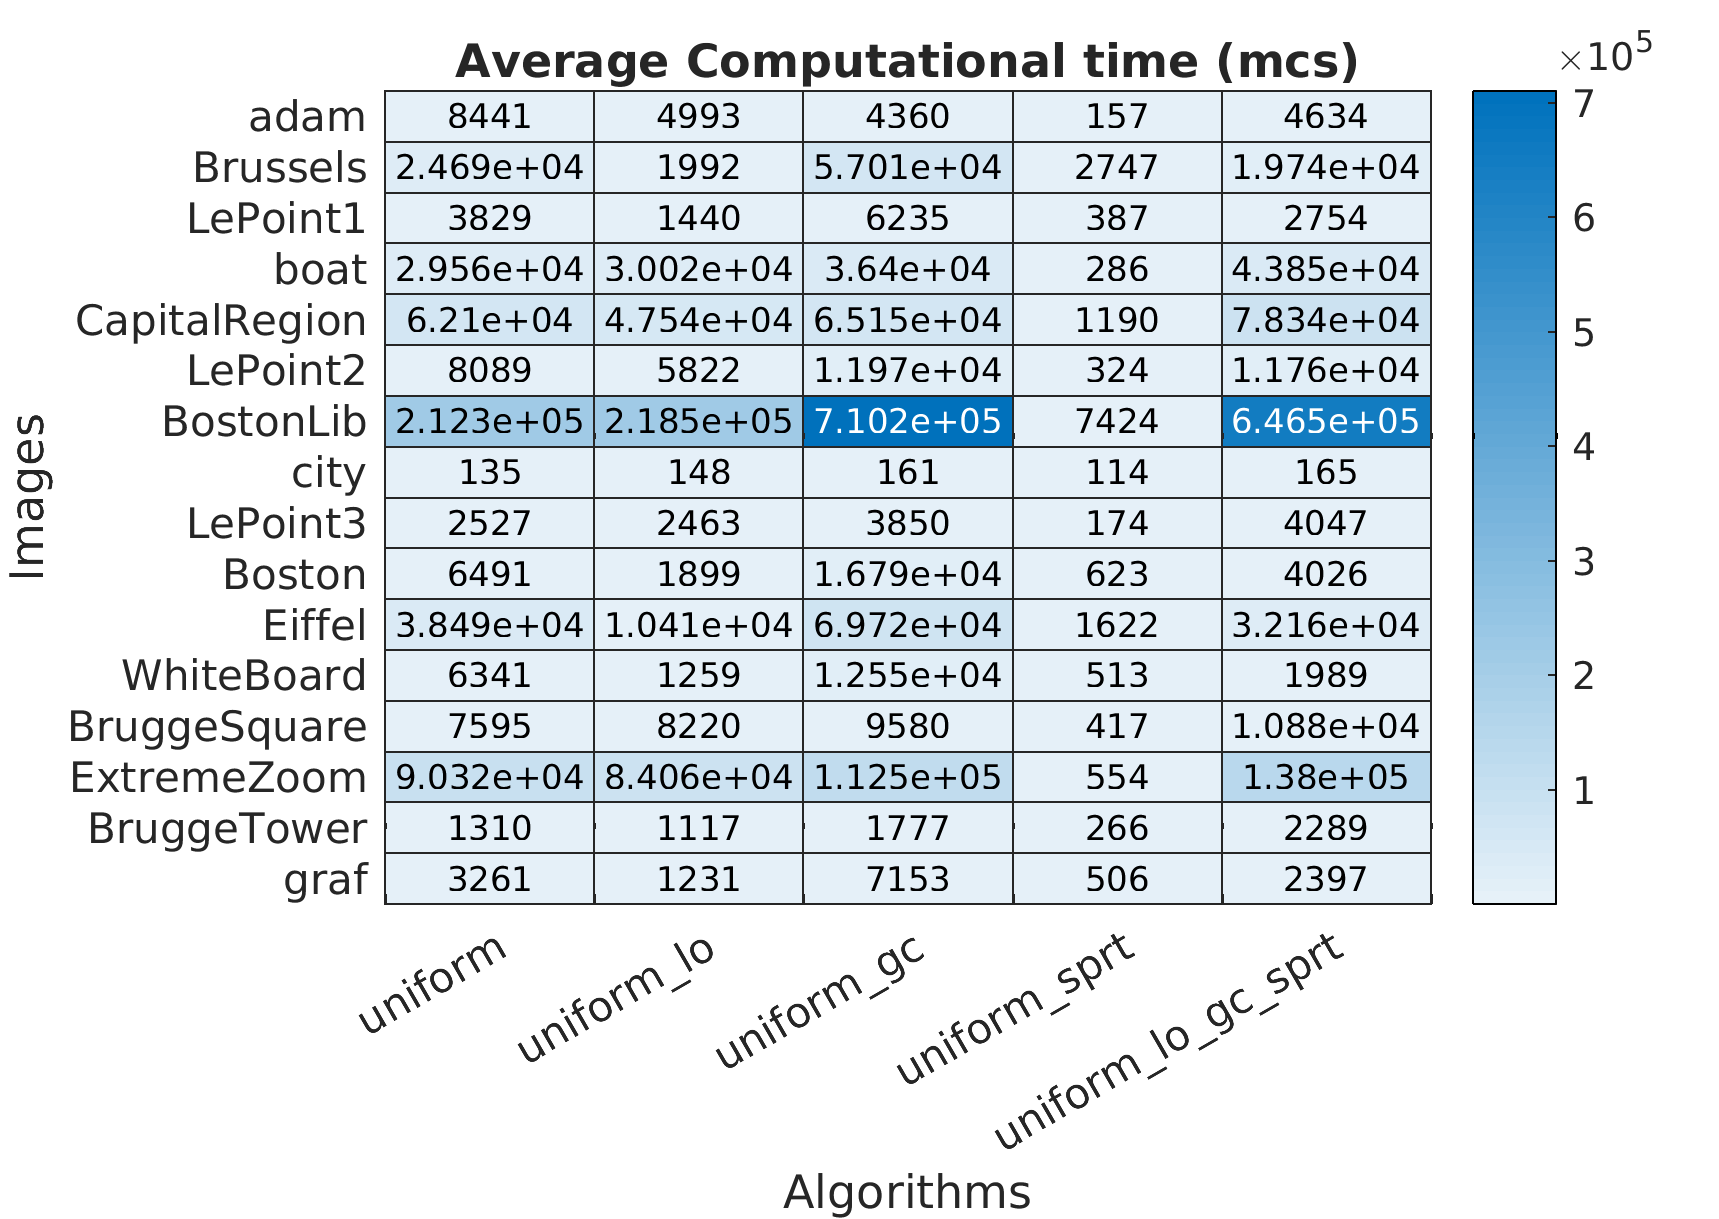 Average Computational time (mcs)
×10^5
adam 8441 4993 4360 157 4634
Brussels 2.469e+04 1992 5.701e+04 2747 1.974e+04
LePoint1 3829 1440 6235 387 2754
boat 2.956e+04 3.002e+04 3.64e+04 286 4.385e+04
CapitalRegion 6.21e+04 4.754e+04 6.515e+04 1190 7.834e+04
LePoint2 8089 5822 1.197e+04 324 1.176e+04
BostonLib 2.123e+05 2.185e+05 7.102e+05 7424 6.465e+05
city 135 148 161 114 165
LePoint3 2527 2463 3850 174 4047
Boston 6491 1899 1.679e+04 623 4026
Eiffel 3.849e+04 1.041e+04 6.972e+04 1622 3.216e+04
WhiteBoard 6341 1259 1.255e+04 513 1989
BruggeSquare 7595 8220 9580 417 1.088e+04
ExtremeZoom 9.032e+04 8.406e+04 1.125e+05 554 1.38e+05
BruggeTower 1310 1117 1777 266 2289
graf 3261 1231 7153 506 2397
7
6
5
4
3
2
1
Images
uniform
uniform_lo
uniform_gc
uniform_sprt
uniform_lo_gc_sprt
Algorithms